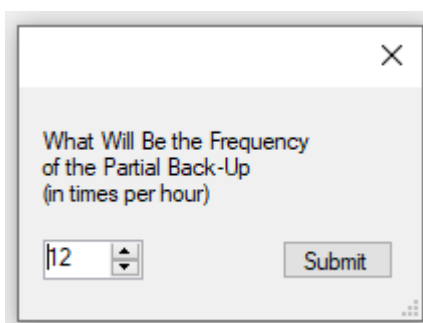 What Will Be the Frequency
of the Partial Back-Up
(in times per hour)
12
Submit